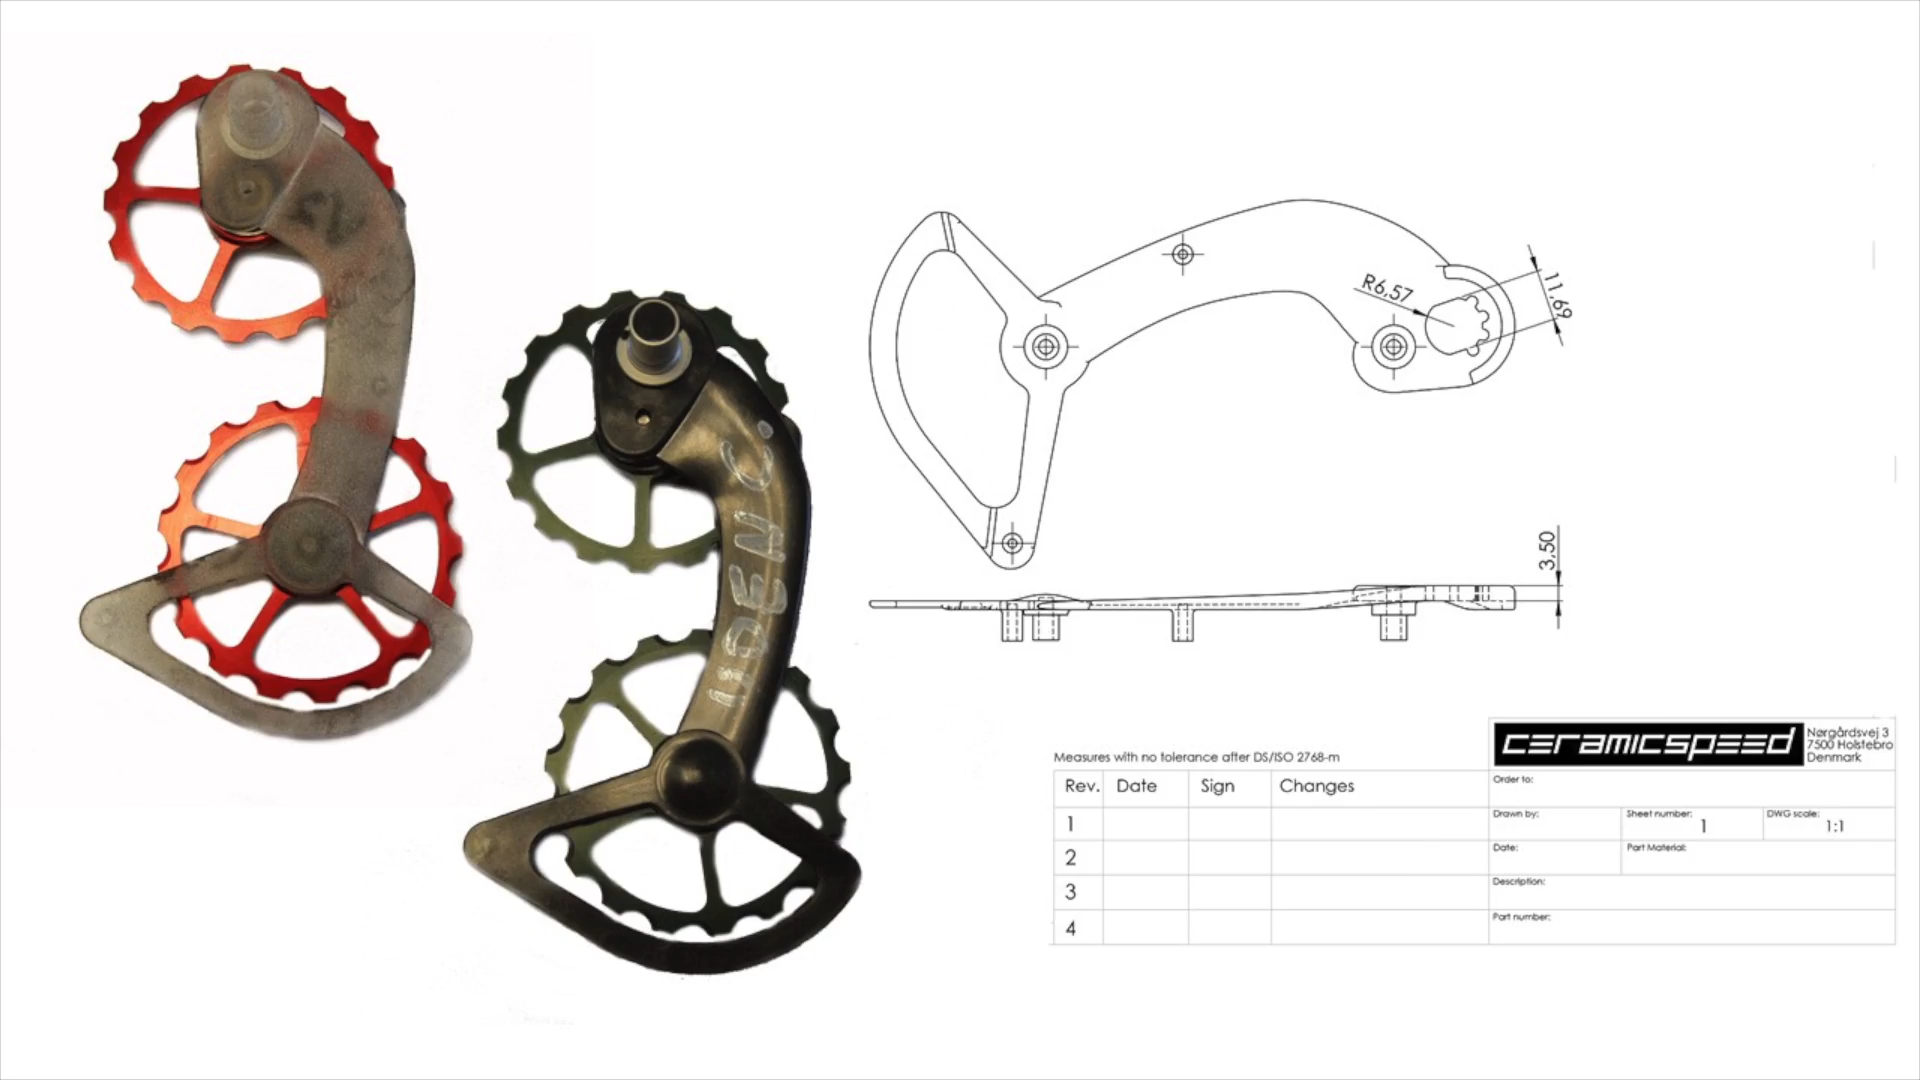 UDEN C.
R6,57
11,69
3,50
Measures with no tolerance after DS/ISO 2768-m
Rev. Date Sign Changes
1
2
3
4
ceramicspeed
Nørgårdsvej 3
7500 Holstebro
Denmark
Order to:
Drawn by:
Sheet number: 1
DWG scale: 1:1
Date:
Part Material:
Description:
Part number: